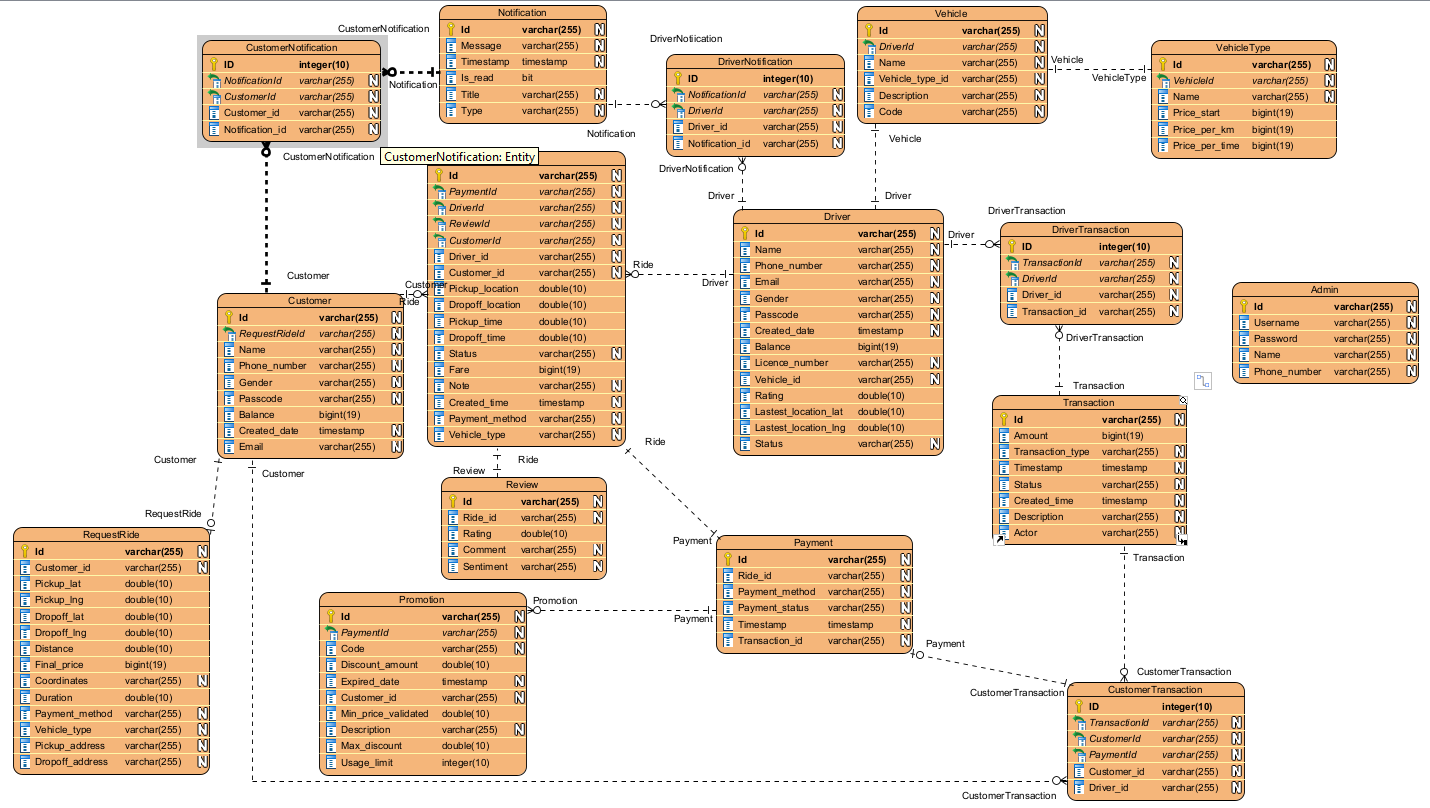 CustomerNotification
ID integer(10)
NotificationId varchar(255) N
CustomerId varchar(255) N
Customer_id varchar(255) N
Notification_id varchar(255) N
CustomerNotification
Notification
Notification
Id varchar(255) N
Message varchar(255) N
Timestamp timestamp N
Is_read bit
Title varchar(255) N
Type varchar(255) N
DriverNotiication
Notification
DriverNotification
ID integer(10)
NotificationId varchar(255) N
DriverId varchar(255) N
Driver_id varchar(255) N
Notification_id varchar(255) N
DriverNotification
Driver
Vehicle
Id varchar(255) N
DriverId varchar(255) N
Name varchar(255) N
Vehicle_type_id varchar(255) N
Description varchar(255) N
Code varchar(255) N
Vehicle
VehicleType
Vehicle
Driver
VehicleType
Id varchar(255) N
VehicleId varchar(255) N
Name varchar(255) N
Price_start bigint(19)
Price_per_km bigint(19)
Price_per_time bigint(19)
CustomerNotification
CustomerNotification: Entity
Id varchar(255) N
PaymentId varchar(255) N
DriverId varchar(255) N
ReviewId varchar(255) N
CustomerId varchar(255) N
Driver_id varchar(255) N
Customer_id varchar(255) N
Pickup_location double(10)
Dropoff_location double(10)
Pickup_time double(10)
Dropoff_time double(10)
Status varchar(255) N
Fare bigint(19)
Note varchar(255) N
Created_time timestamp N
Payment_method varchar(255) N
Vehicle_type varchar(255) N
Customer
Customer
Ride
Ride
Driver
Driver
Id varchar(255) N
Name varchar(255) N
Phone_number varchar(255) N
Email varchar(255) N
Gender varchar(255) N
Passcode varchar(255) N
Created_date timestamp N
Balance bigint(19)
Licence_number varchar(255) N
Vehicle_id varchar(255) N
Rating double(10)
Lastest_location_lat double(10)
Lastest_location_lng double(10)
Status varchar(255) N
DriverTransaction
Driver
DriverTransaction
ID integer(10)
TransactionId varchar(255) N
DriverId varchar(255) N
Driver_id varchar(255) N
Transaction_id varchar(255) N
DriverTransaction
Transaction
Admin
Id varchar(255) N
Username varchar(255) N
Password varchar(255) N
Name varchar(255) N
Phone_number varchar(255) N
Customer
Id varchar(255) N
RequestRideId varchar(255) N
Name varchar(255) N
Phone_number varchar(255) N
Gender varchar(255) N
Passcode varchar(255) N
Balance bigint(19)
Created_date timestamp N
Email varchar(255) N
Customer
Customer
RequestRide
Transaction
Id varchar(255) N
Amount bigint(19)
Transaction_type varchar(255) N
Timestamp timestamp N
Status varchar(255) N
Created_time timestamp N
Description varchar(255) N
Actor varchar(255)
Transaction
Ride
Review
Ride
Payment
Review
Id varchar(255) N
Ride_id varchar(255) N
Rating double(10)
Comment varchar(255) N
Sentiment varchar(255) N
RequestRide
Id varchar(255) N
Customer_id varchar(255) N
Pickup_lat double(10)
Pickup_lng double(10)
Dropoff_lat double(10)
Dropoff_lng double(10)
Distance double(10)
Final_price bigint(19)
Coordinates varchar(255) N
Duration double(10)
Payment_method varchar(255) N
Vehicle_type varchar(255) N
Pickup_address varchar(255) N
Dropoff_address varchar(255) N
Promotion
Id varchar(255) N
PaymentId varchar(255) N
Code varchar(255) N
Discount_amount double(10)
Expired_date timestamp N
Customer_id varchar(255) N
Min_price_validated double(10)
Description varchar(255) N
Max_discount double(10)
Usage_limit integer(10)
Promotion
Payment
Payment
Id varchar(255) N
Ride_id varchar(255) N
Payment_method varchar(255) N
Payment_status varchar(255) N
Timestamp timestamp N
Transaction_id varchar(255) N
Payment
CustomerTransaction
CustomerTransaction
CustomerTransaction
ID integer(10)
TransactionId varchar(255) N
CustomerId varchar(255) N
PaymentId varchar(255) N
Customer_id varchar(255) N
Driver_id varchar(255) N
CustomerTransaction